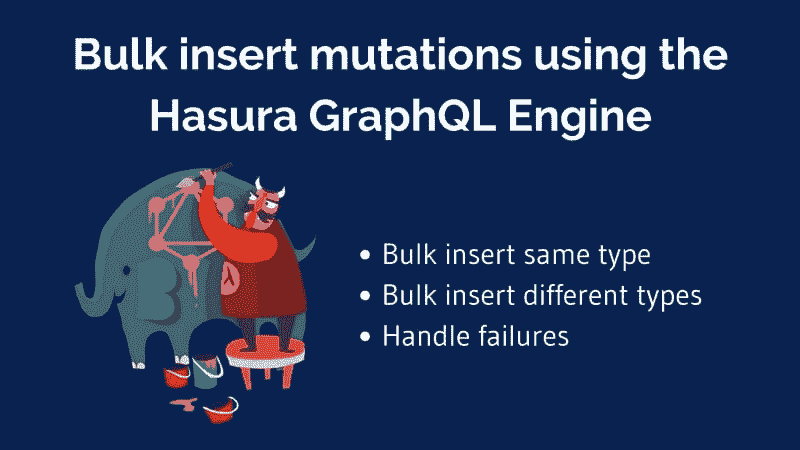 Bulk insert mutations using the
Hasura GraphQL Engine
λ
• Bulk insert same type
• Bulk insert different types
• Handle failures